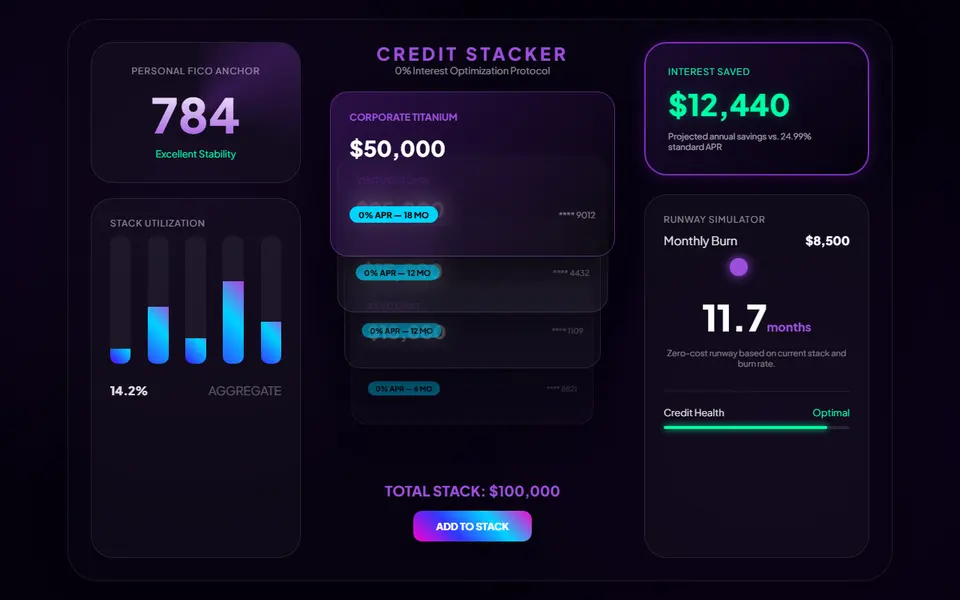 PERSONAL FICO ANCHOR
784
Excellent Stability
STACK UTILIZATION
14.2%
AGGREGATE
CREDIT STACKER
0% Interest Optimization Protocol
CORPORATE TITANIUM
$50,000
0% APR — 18 MO
**** 9012
0% APR — 12 MO
**** 4432
0% APR — 12 MO
**** 1109
0% APR — 6 MO
**** 8821
TOTAL STACK: $100,000
ADD TO STACK
INTEREST SAVED
$12,440
Projected annual savings vs. 24.99%
standard APR
RUNWAY SIMULATOR
Monthly Burn
$8,500
11.7 months
Zero-cost runway based on current stack and
burn rate.
Credit Health
Optimal